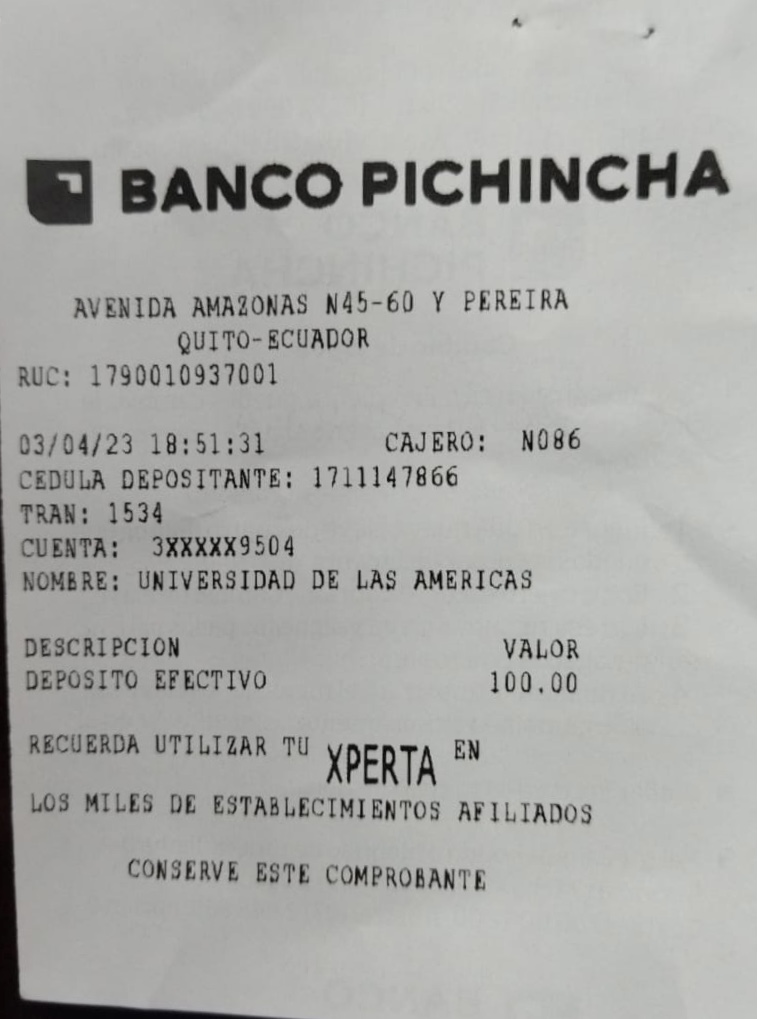 BANCO PICHINCHA
AVENIDA AMAZONAS N45-60 Y PEREIRA
QUITO-ECUADOR
RUC: 1790010937001
03/04/23 18:51:31 CAJERO: N086
CEDULA DEPOSITANTE: 1711147866
TRAN: 1534
CUENTA: 3XXXXX9504
NOMBRE: UNIVERSIDAD DE LAS AMERICAS
DESCRIPCION VALOR
DEPOSITO EFECTIVO 100.00
RECUERDA UTILIZAR TU XPERTA EN
LOS MILES DE ESTABLECIMIENTOS AFILIADOS
CONSERVE ESTE COMPROBANTE